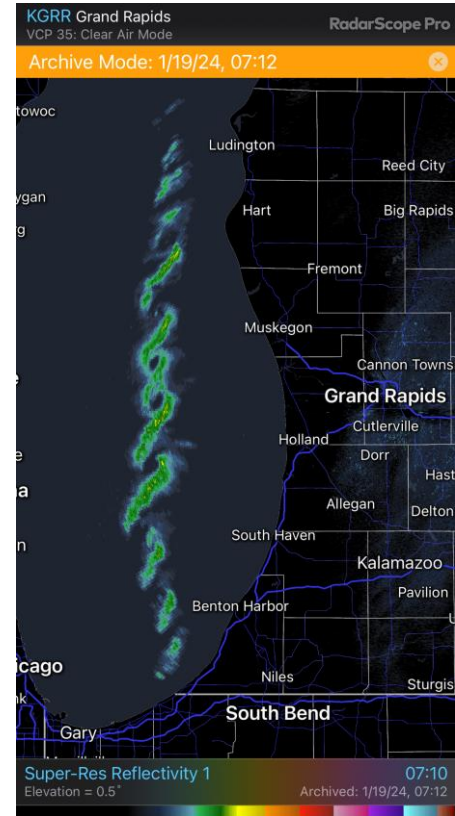 KGRR Grand Rapids
RadarScope Pro
VCP 35: Clear Air Mode
Archive Mode: 1/19/24, 07:12
towoc
Ludington
Reed City
ygan
Hart
Big Rapids
g
Fremont
Muskegon
Cannon Towns
e
Grand Rapids
Cutlerville
Holland
e
Dorr
Hast
a
Allegan
Delton
South Haven
n
Kalamazoo
Pavilion
Benton Harbor
icago
Niles
nk
Sturgis
South Bend
Gary
Super-Res Reflectivity 1
07:10
Elevation = 0.5°
Archived: 1/19/24, 07:12